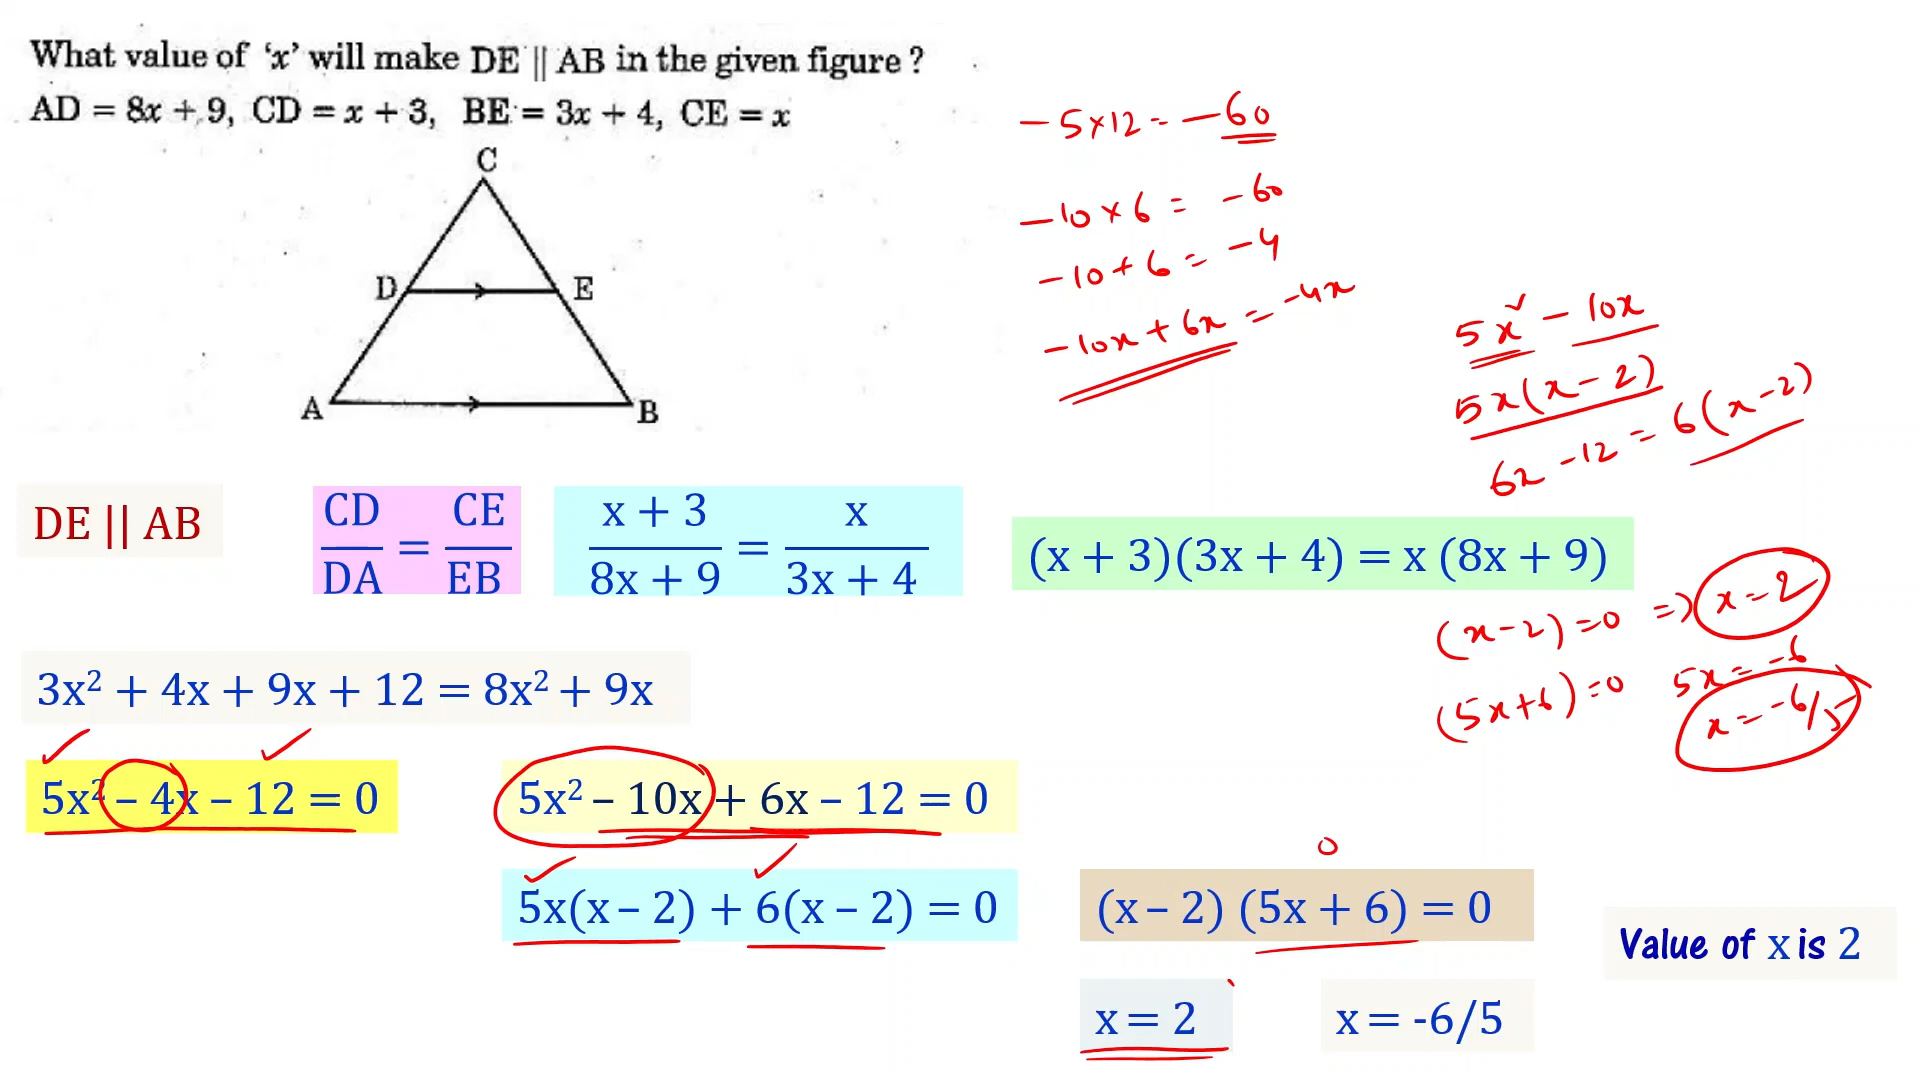 What value of 'x' will make DE || AB in the given figure ?
AD = 8x + 9, CD = x + 3, BE = 3x + 4, CE = x
C
D
E
A
B
– 5 × 12 = – 60
– 10 × 6 = – 60
– 10 + 6 = – 4
– 10x + 6x = – 4x
5x² – 10x
5x(x – 2)
6x – 12 = 6(x – 2)
DE || AB
CD/DA = CE/EB
x + 3/8x + 9 = x/3x + 4
(x + 3)(3x + 4) = x (8x + 9)
(x – 2) = 0 => x = 2
(5x + 6) = 0 5x = –6
x = –6/5
3x² + 4x + 9x + 12 = 8x² + 9x
5x² – 4x – 12 = 0
5x² – 10x + 6x – 12 = 0
0
5x(x – 2) + 6(x – 2) = 0
(x – 2) (5x + 6) = 0
Value of x is 2
x = 2
x = -6/5